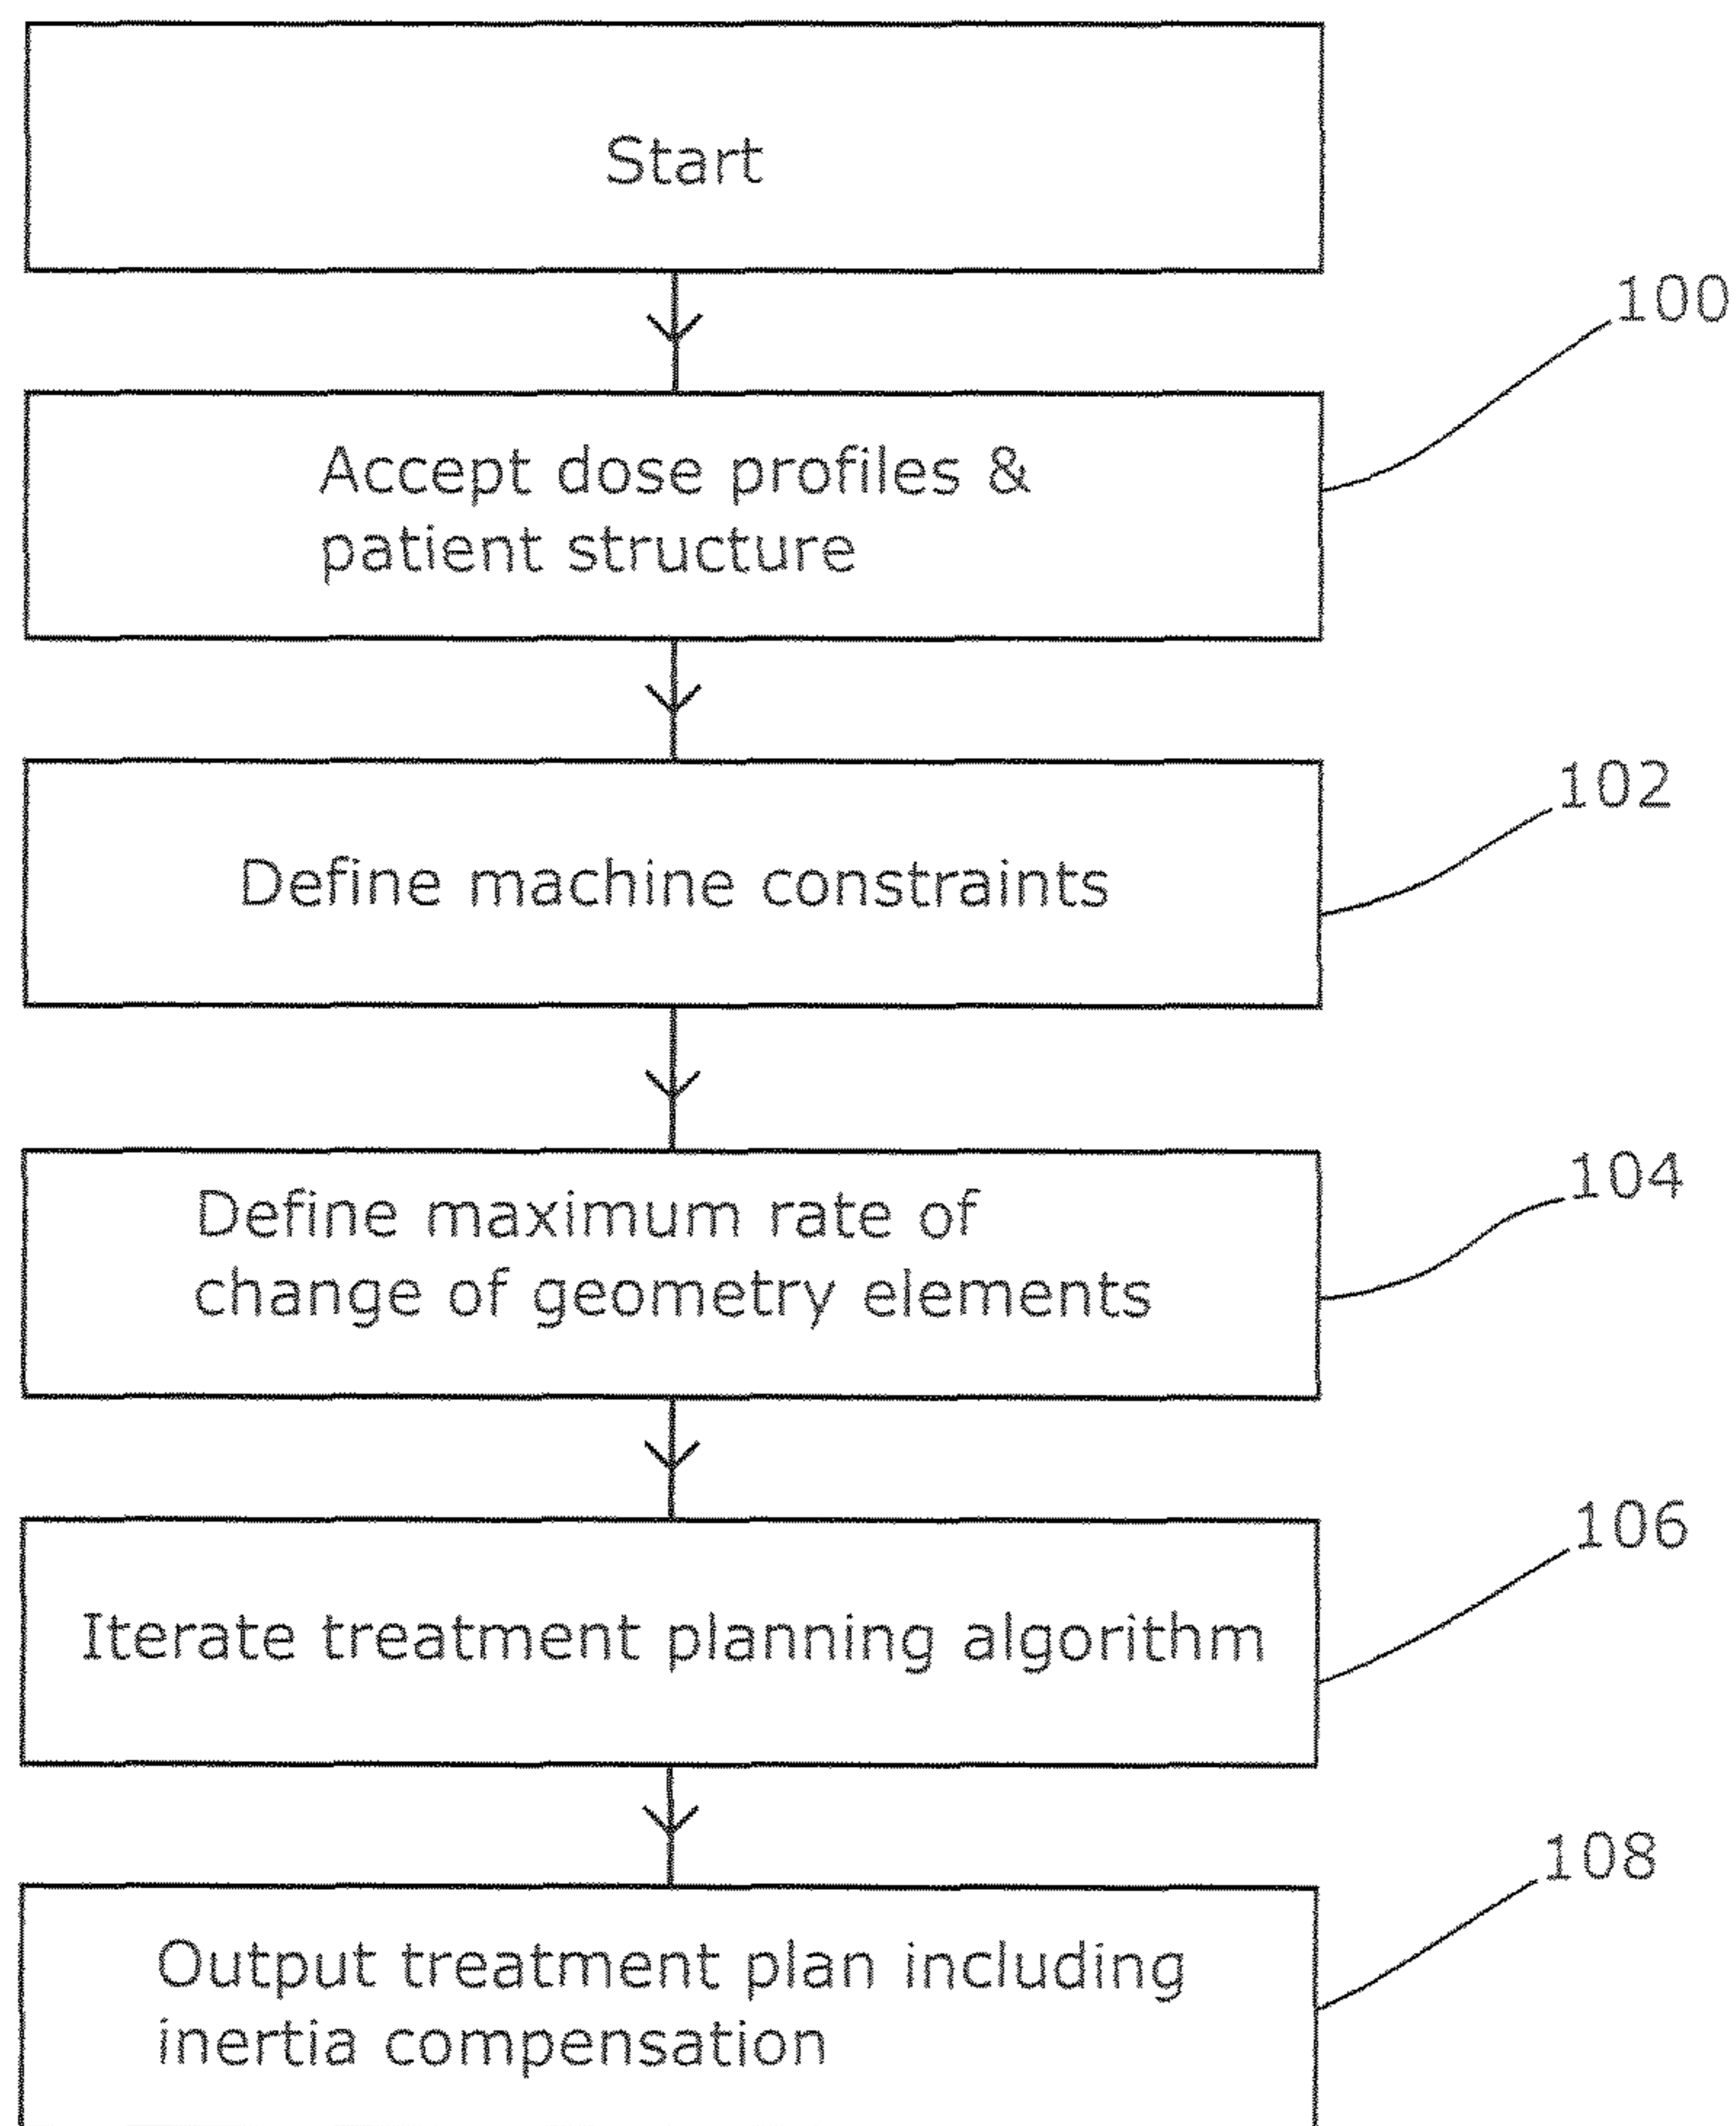 Start
100
Accept dose profiles &
patient structure
102
Define machine constraints
104
Define maximum rate of
change of geometry elements
106
Iterate treatment planning algorithm
108
Output treatment plan including
inertia compensation